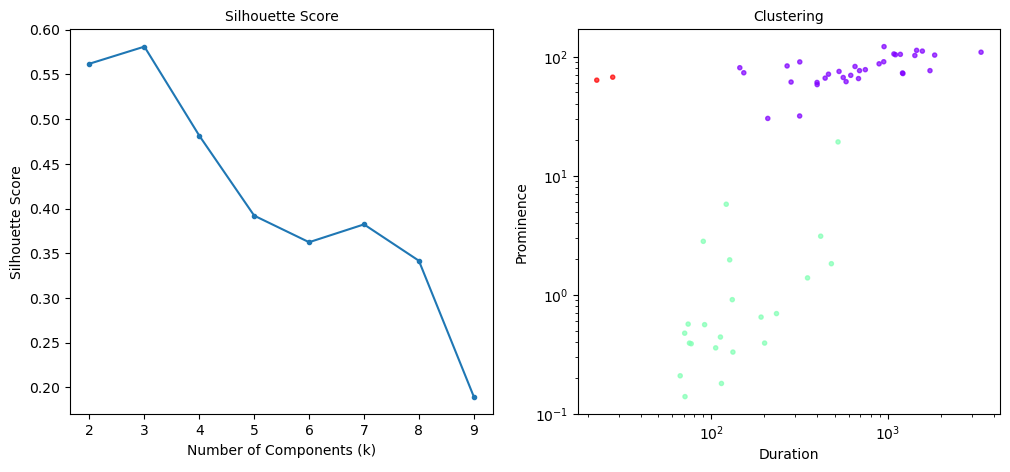 Silhouette Score
Silhouette Score
0.60
0.55
0.50
0.45
0.40
0.35
0.30
0.25
0.20
2 3 4 5 6 7 8 9
Number of Components (k)
Clustering
Prominence
10²
10¹
10⁰
10⁻¹
10² 10³
Duration